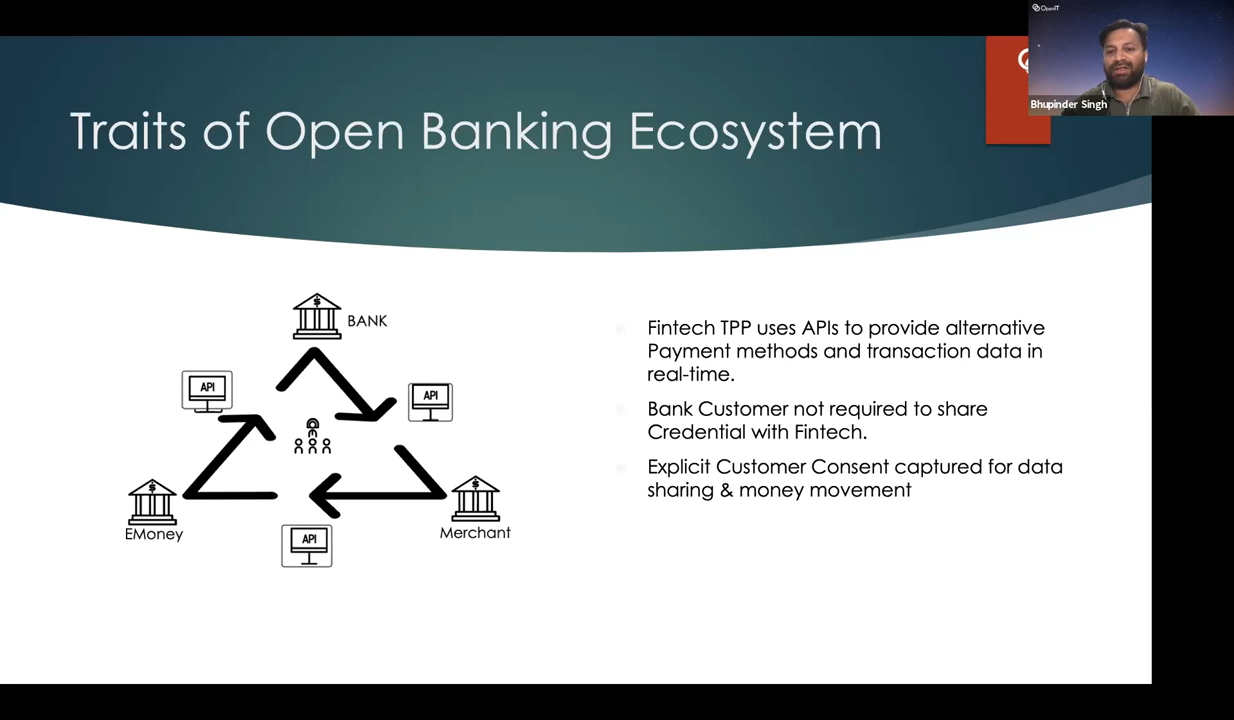 OpenIT
Bhupinder Singh
Traits of Open Banking Ecosystem
BANK
API
API
EMoney
API
Merchant
Fintech TPP uses APIs to provide alternative
Payment methods and transaction data in
real-time.
Bank Customer not required to share
Credential with Fintech.
Explicit Customer Consent captured for data
sharing & money movement